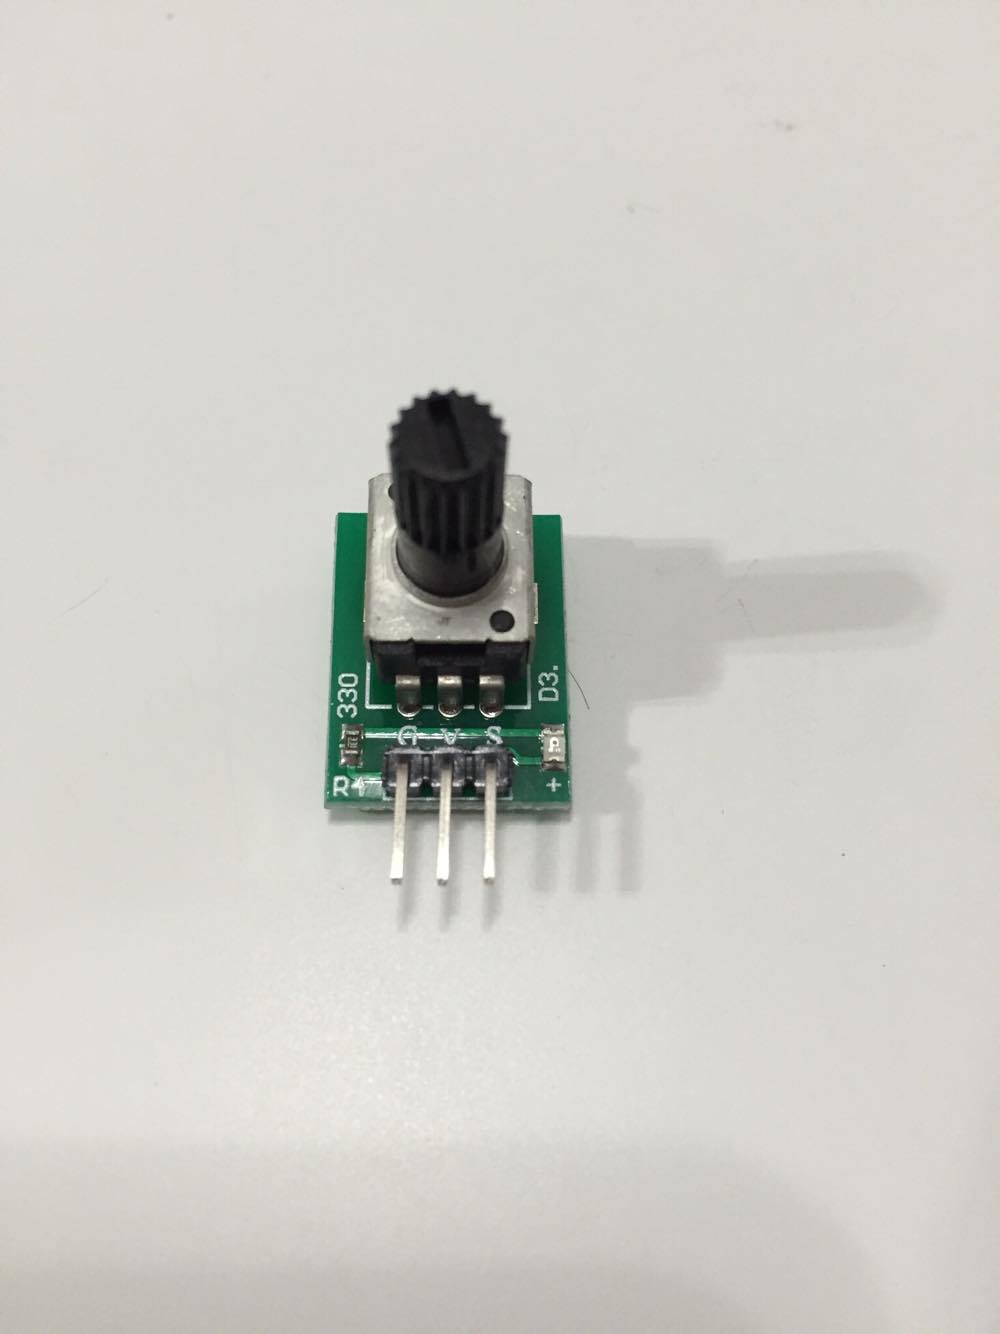 330
D3.
G V S
R1
+